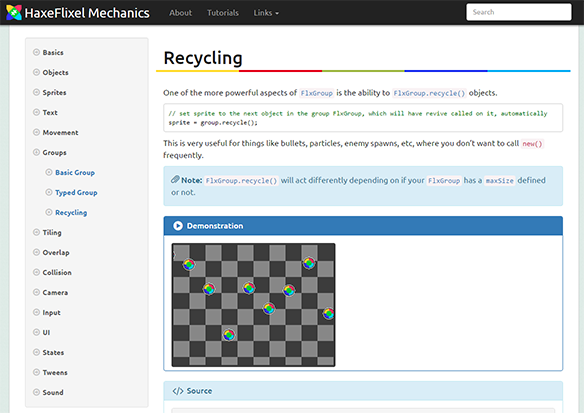 HaxeFlixel Mechanics
About
Tutorials
Links
Search
Basics
Objects
Sprites
Text
Movement
Groups
Basic Group
Typed Group
Recycling
Tiling
Overlap
Collision
Camera
Input
UI
States
Tweens
Sound
Recycling
One of the more powerful aspects of FlxGroup is the ability to FlxGroup.recycle() objects.
// set sprite to the next object in the group FlxGroup, which will have revive called on it, automatically
sprite = group.recycle();
This is very useful for things like bullets, particles, enemy spawns, etc, where you don't want to call new()
frequently.
Note: FlxGroup.recycle() will act differently depending on if your FlxGroup has a maxSize defined
or not.
Demonstration
</> Source